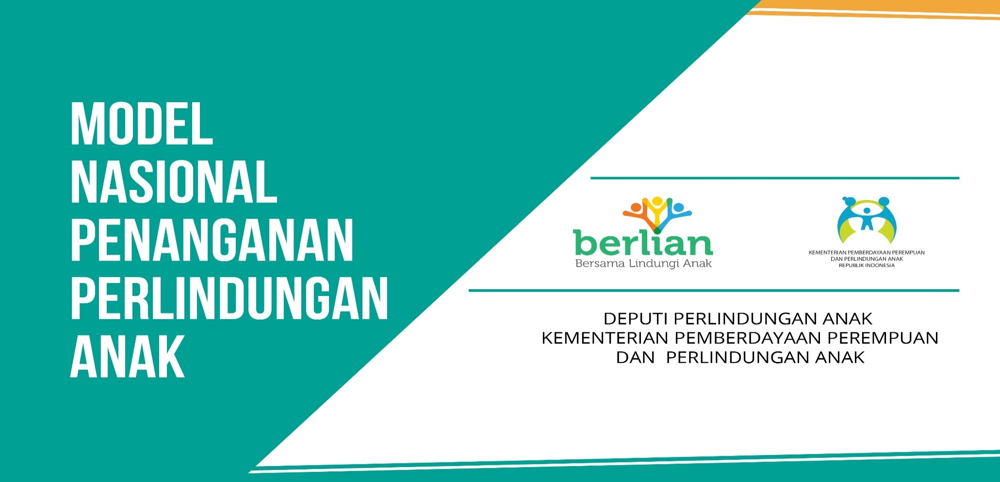 MODEL
NASIONAL
PENANGANAN
PERLINDUNGAN
ANAK
berlian
Bersama Lindungi Anak
KEMENTERIAN PEMBERDAYAAN PEREMPUAN
DAN PERLINDUNGAN ANAK
REPUBLIK INDONESIA
DEPUTI PERLINDUNGAN ANAK
KEMENTERIAN PEMBERDAYAAN PEREMPUAN
DAN PERLINDUNGAN ANAK